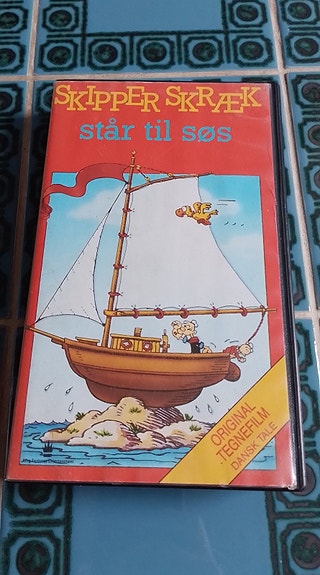 SKIPPER SKRÆK
står til søs
ORIGINAL
TEGNEFILM
DANSK TALE